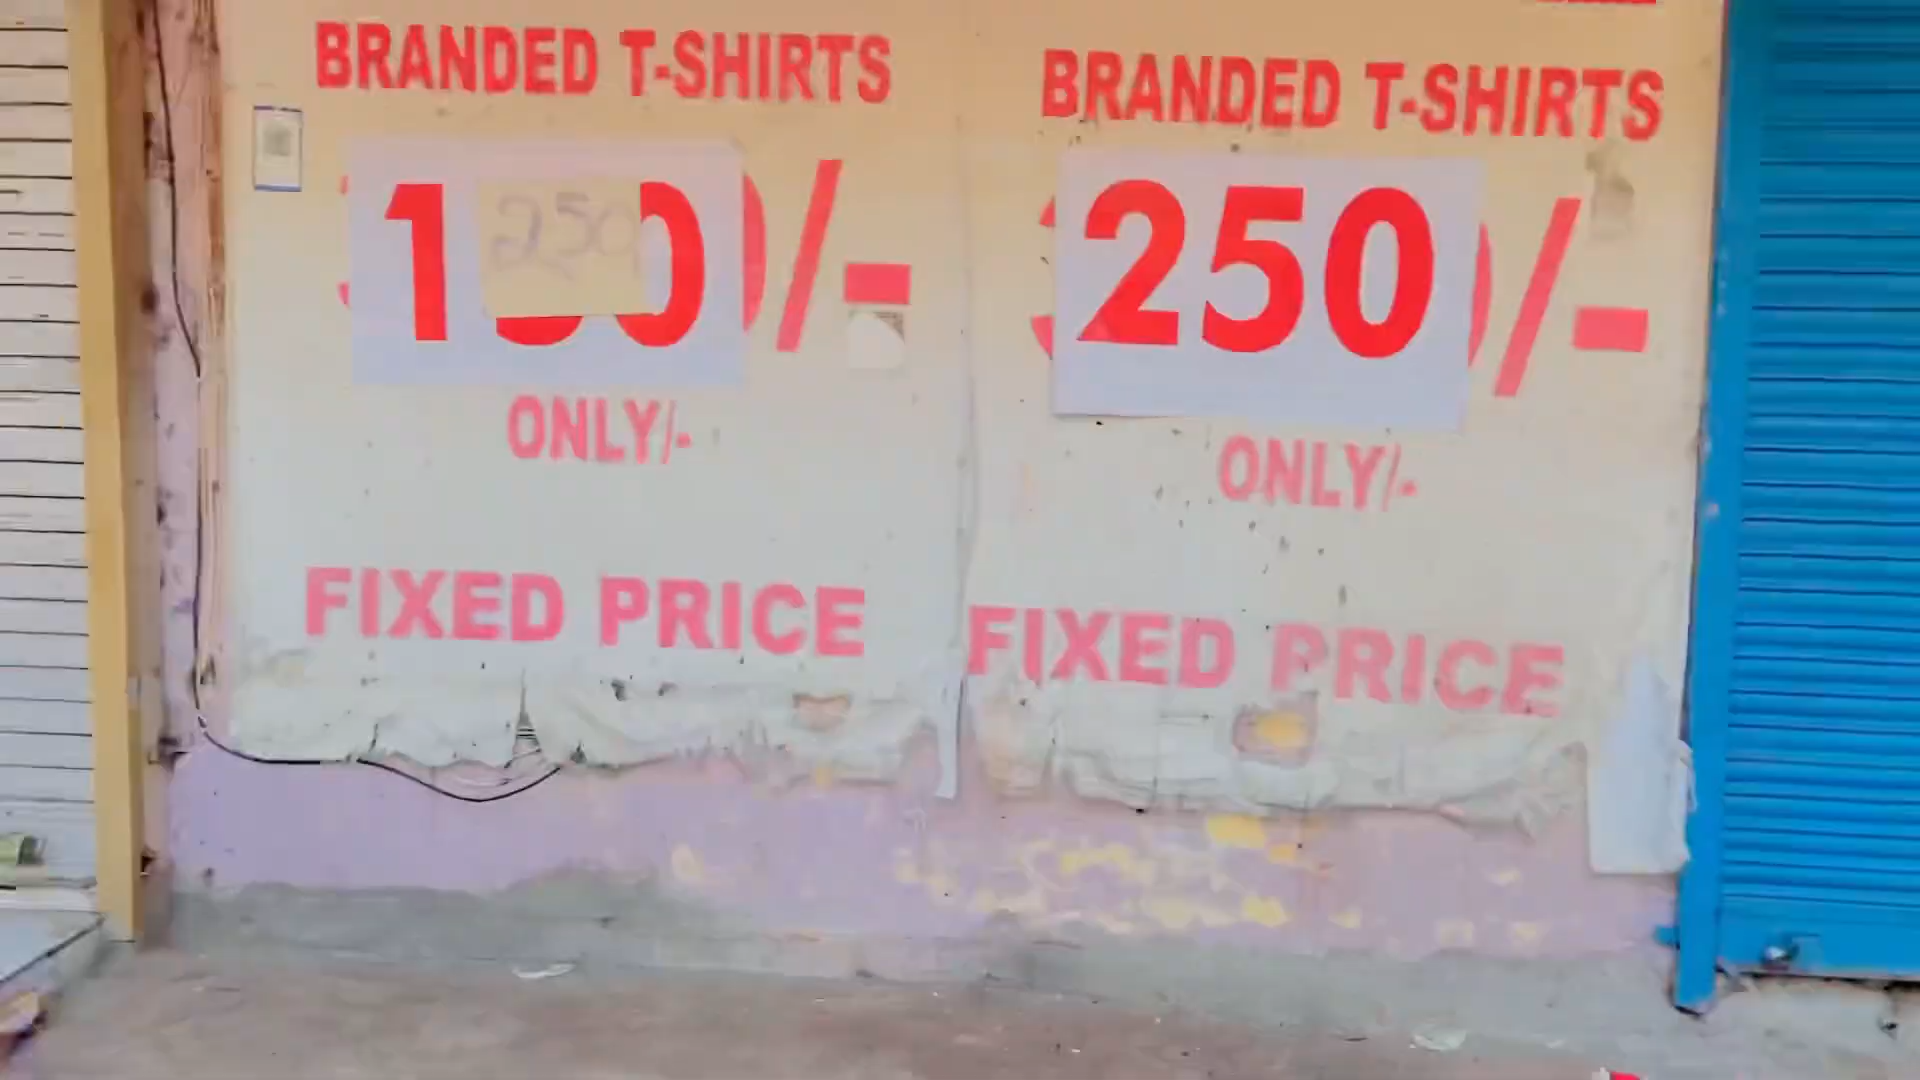 BRANDED T-SHIRTS
250
/-
ONLY/-
FIXED PRICE
BRANDED T-SHIRTS
250/-
ONLY/-
FIXED PRICE